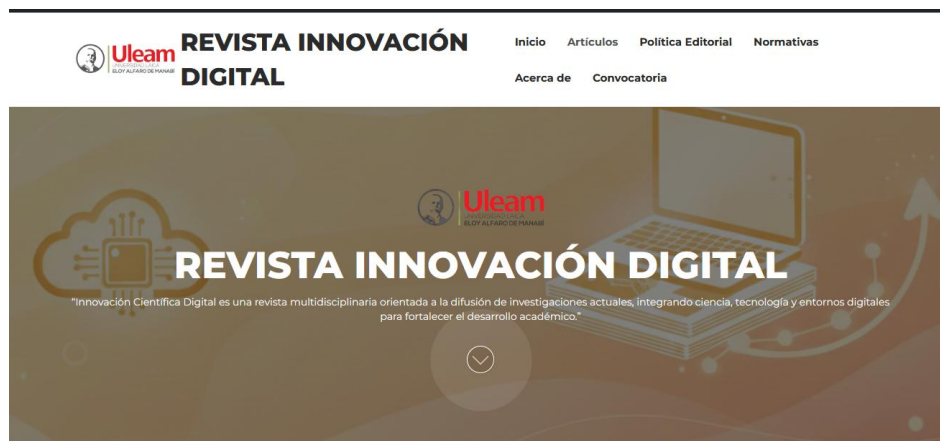 Uleam
UNIVERSIDAD LAICA
ELOY ALFARO DE MANABÍ
REVISTA INNOVACIÓN
DIGITAL
Inicio Artículos Política Editorial Normativas
Acerca de Convocatoria
Uleam
UNIVERSIDAD LAICA
ELOY ALFARO DE MANABÍ
REVISTA INNOVACIÓN DIGITAL
"Innovación Científica Digital es una revista multidisciplinaria orientada a la difusión de investigaciones actuales, integrando ciencia, tecnología y entornos digitales
para fortalecer el desarrollo académico."